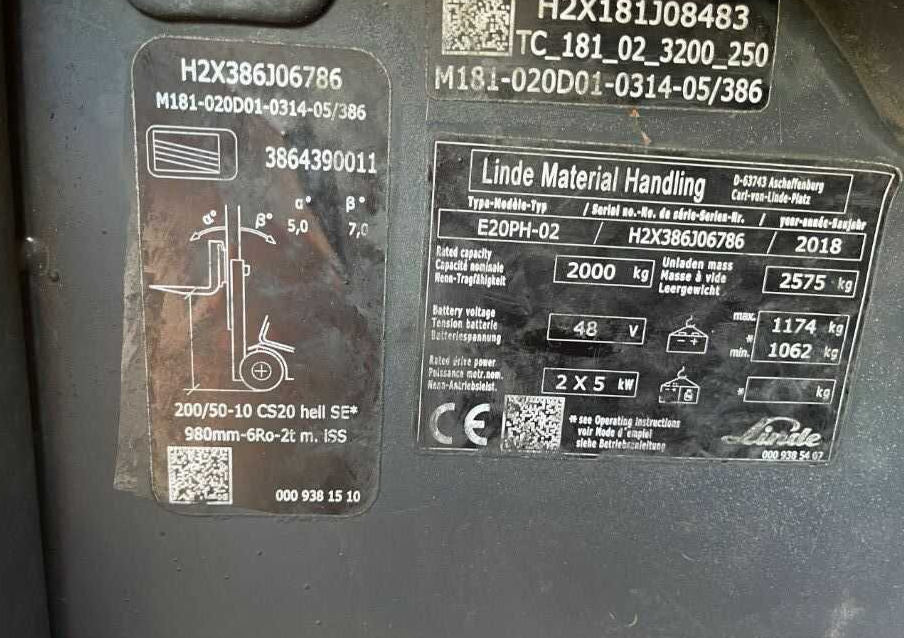 H2X181J08483
TC_181_02_3200_250
M181-020D01-0314-05/386
H2X386J06786
M181-020D01-0314-05/386
3864390011
α° β°
5,0 7,0
α° β°
200/50-10 CS20 hell SE*
980mm-6Ro-2t m. ISS
000 938 15 10
Linde Material Handling
D-63743 Aschaffenburg
Carl-von-Linde-Platz
Type-Modèle-Typ / Serial no.-No. de série-Serien-Nr. / year-année-Baujahr
E20PH-02 / H2X386J06786 / 2018
Rated capacity
Capacité nominale
Nenn-Tragfähigkeit
2000 kg
Unladen mass
Masse à vide
Leergewicht
2575 kg
Battery voltage
Tension batterie
Batteriespannung
48 V
- +
max. 1174 kg
*
min. 1062 kg
Rated drive power
Puissance motr.nom.
Nenn-Antriebsleist.
2 X 5 kW
* kg
CE
* see Operating Instructions
voir Mode d'emploi
siehe Betriebsanleitung
Linde
000 938 54 07